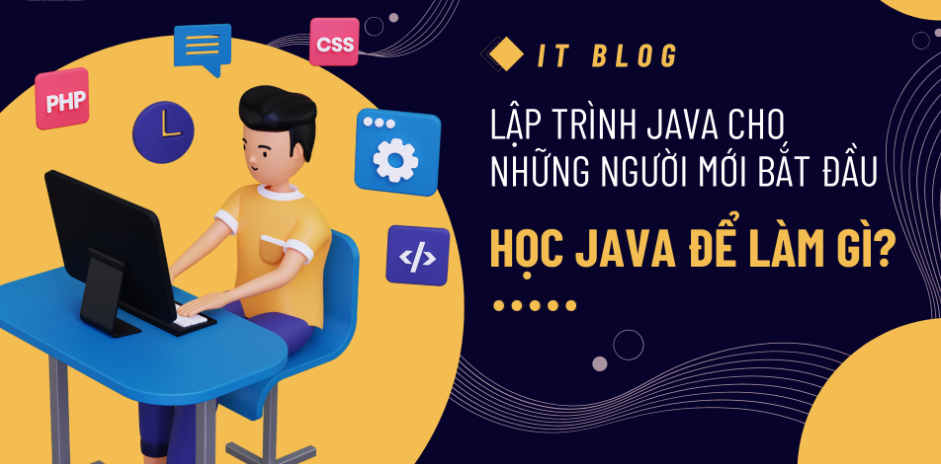 PHP
CSS
</>
IT BLOG
LẬP TRÌNH JAVA CHO
NHỮNG NGƯỜI MỚI BẮT ĐẦU
HỌC JAVA ĐỂ LÀM GÌ?